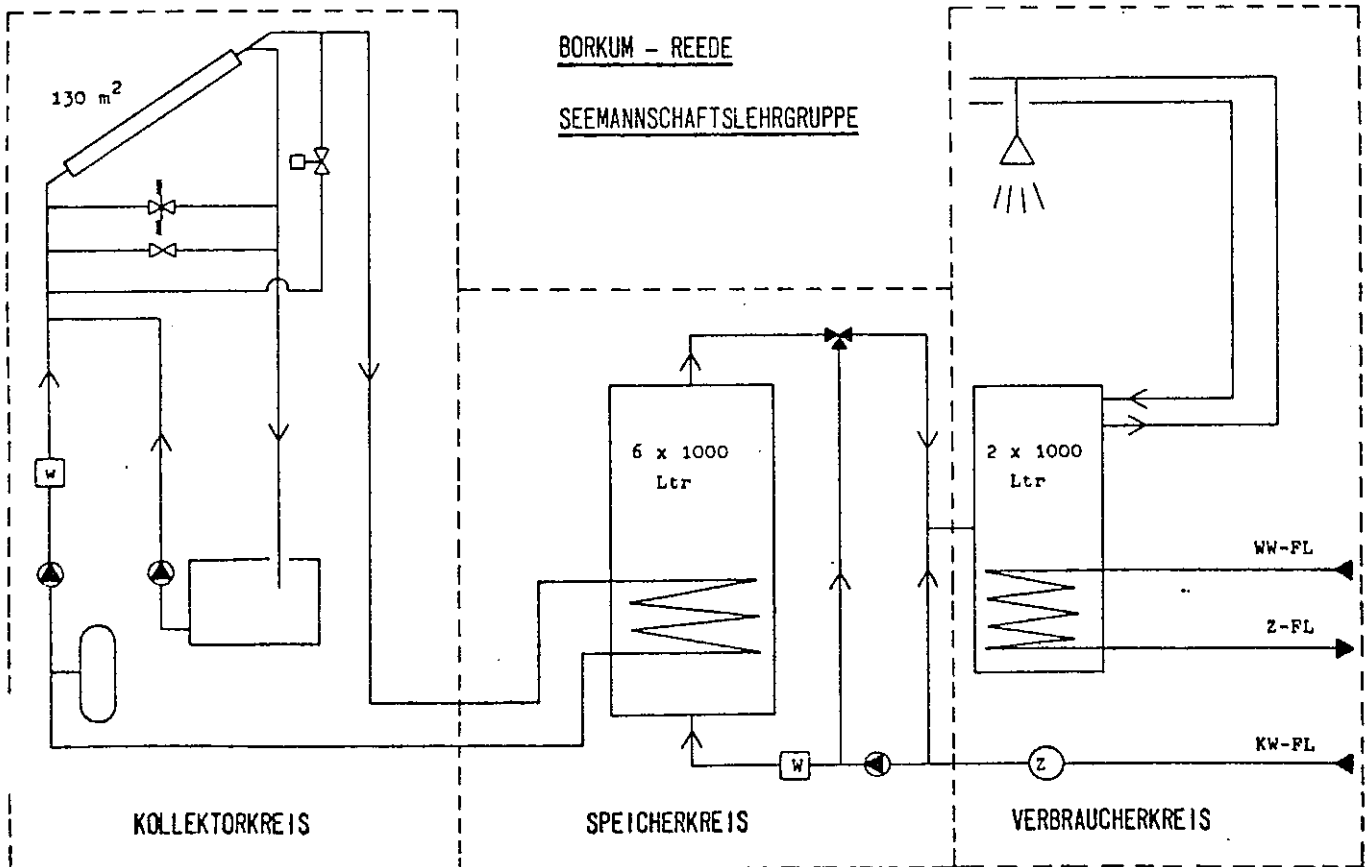 BORKUM - REEDE
SEEMANNSCHAFTSLEHRGRUPPE
130 m²
W
6 x 1000
Ltr
2 x 1000
Ltr
WW-FL
Z-FL
W
Z
KW-FL
KOLLEKTORKREIS
SPEICHERKREIS
VERBRAUCHERKREIS